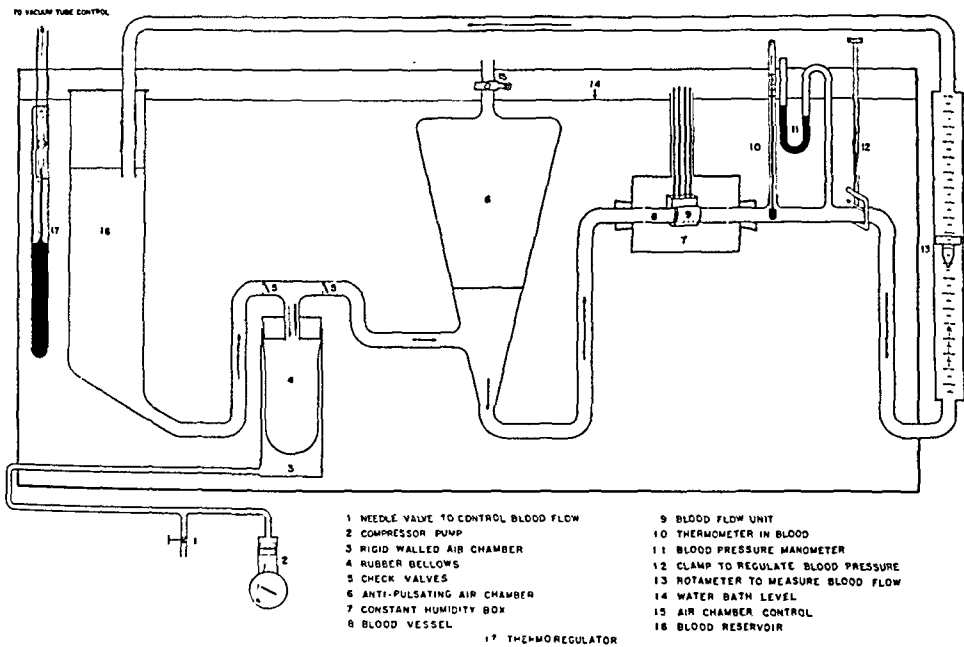 TO VACUUM TUBE CONTROL
15
14
10
11
12
6
17
16
8
9
7
13
5
5
4
3
1
2
1 NEEDLE VALVE TO CONTROL BLOOD FLOW
2 COMPRESSOR PUMP
3 RIGID WALLED AIR CHAMBER
4 RUBBER BELLOWS
5 CHECK VALVES
6 ANTI-PULSATING AIR CHAMBER
7 CONSTANT HUMIDITY BOX
8 BLOOD VESSEL
9 BLOOD FLOW UNIT
10 THERMOMETER IN BLOOD
11 BLOOD PRESSURE MANOMETER
12 CLAMP TO REGULATE BLOOD PRESSURE
13 ROTAMETER TO MEASURE BLOOD FLOW
14 WATER BATH LEVEL
15 AIR CHAMBER CONTROL
16 BLOOD RESERVOIR
17 THERMOREGULATOR